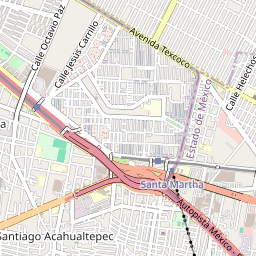 Calle Octavio Paz
Calle Jesús Carrillo
Avenida Texcoco
Calle Helechos
Estado de México
a
Santa Martha
Autopista México-
Santiago Acahualtepec